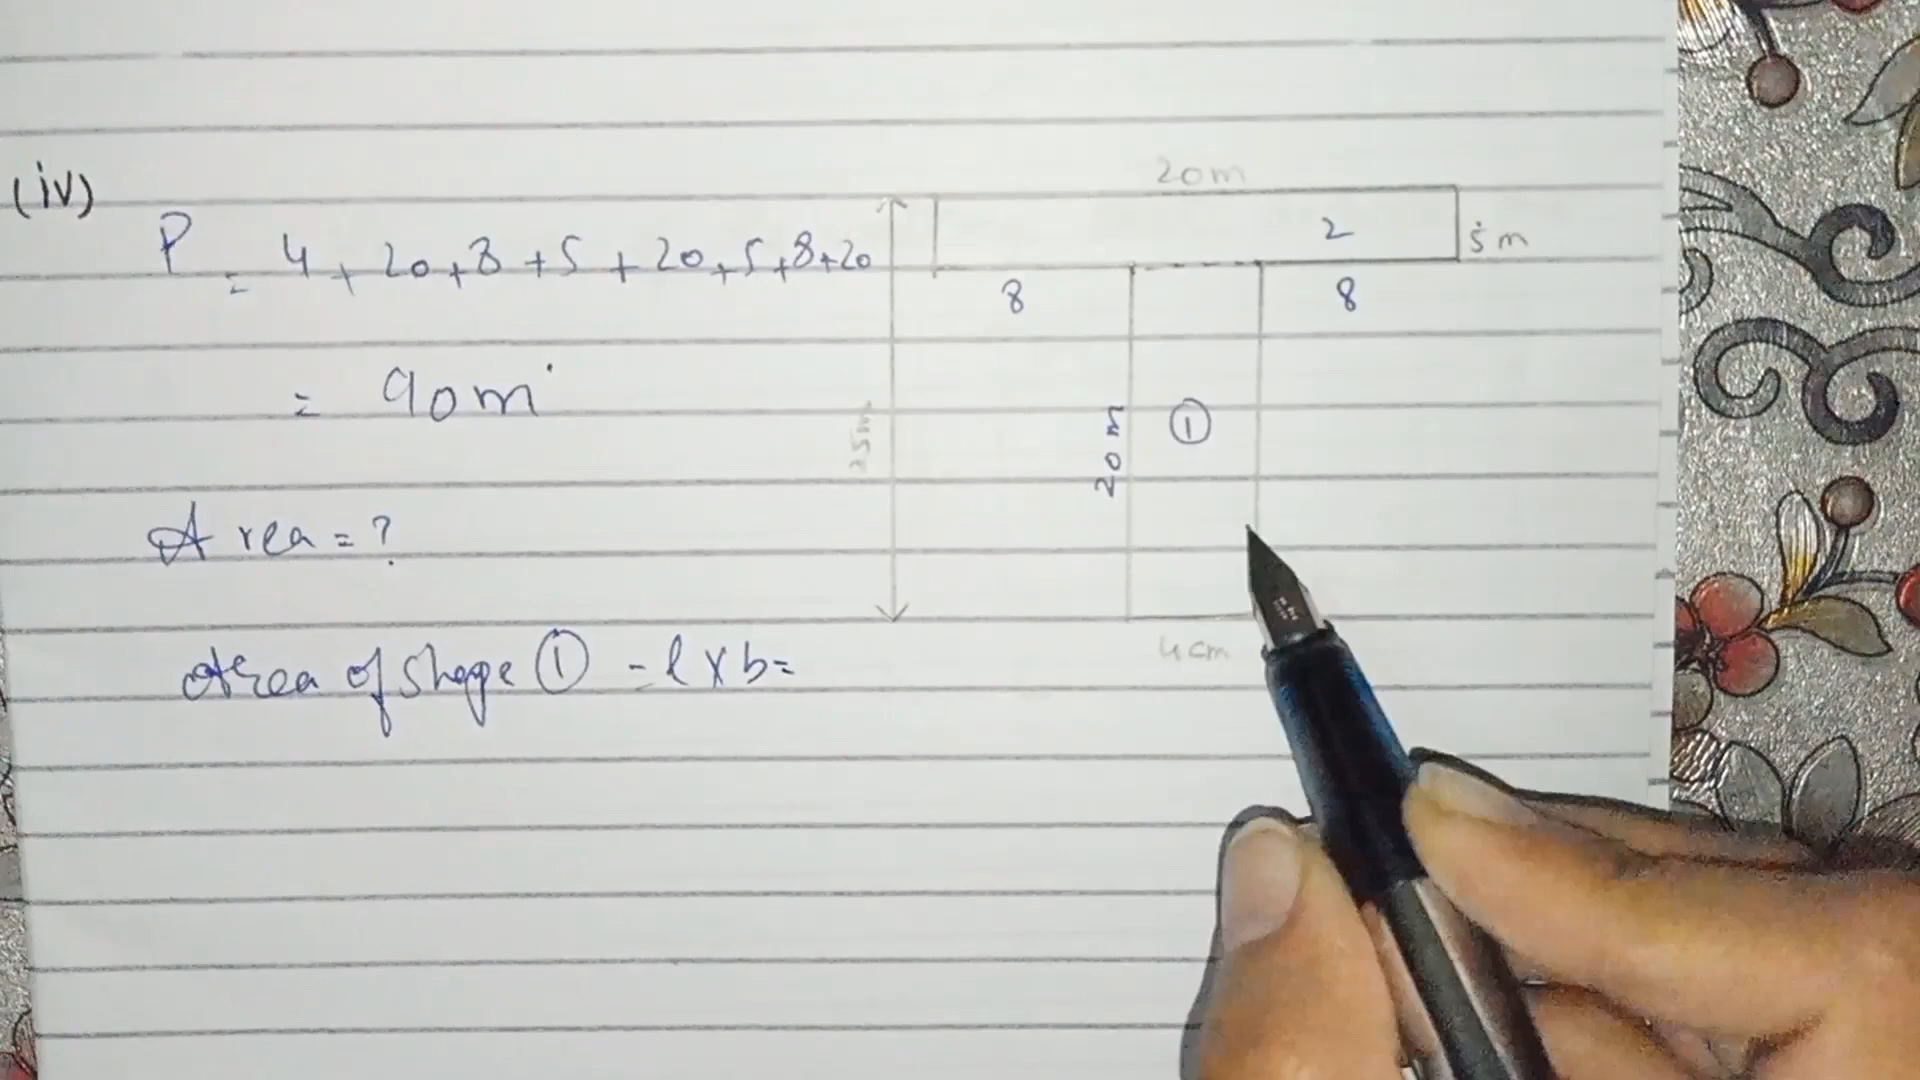 (iv)
P = 4 + 20 + 8 + 5 + 20 + 5 + 8 + 20
= 90m
Area = ?
Area of shape ① = l × b =
20m
2
5m
8
8
25m
20 m
①
4cm